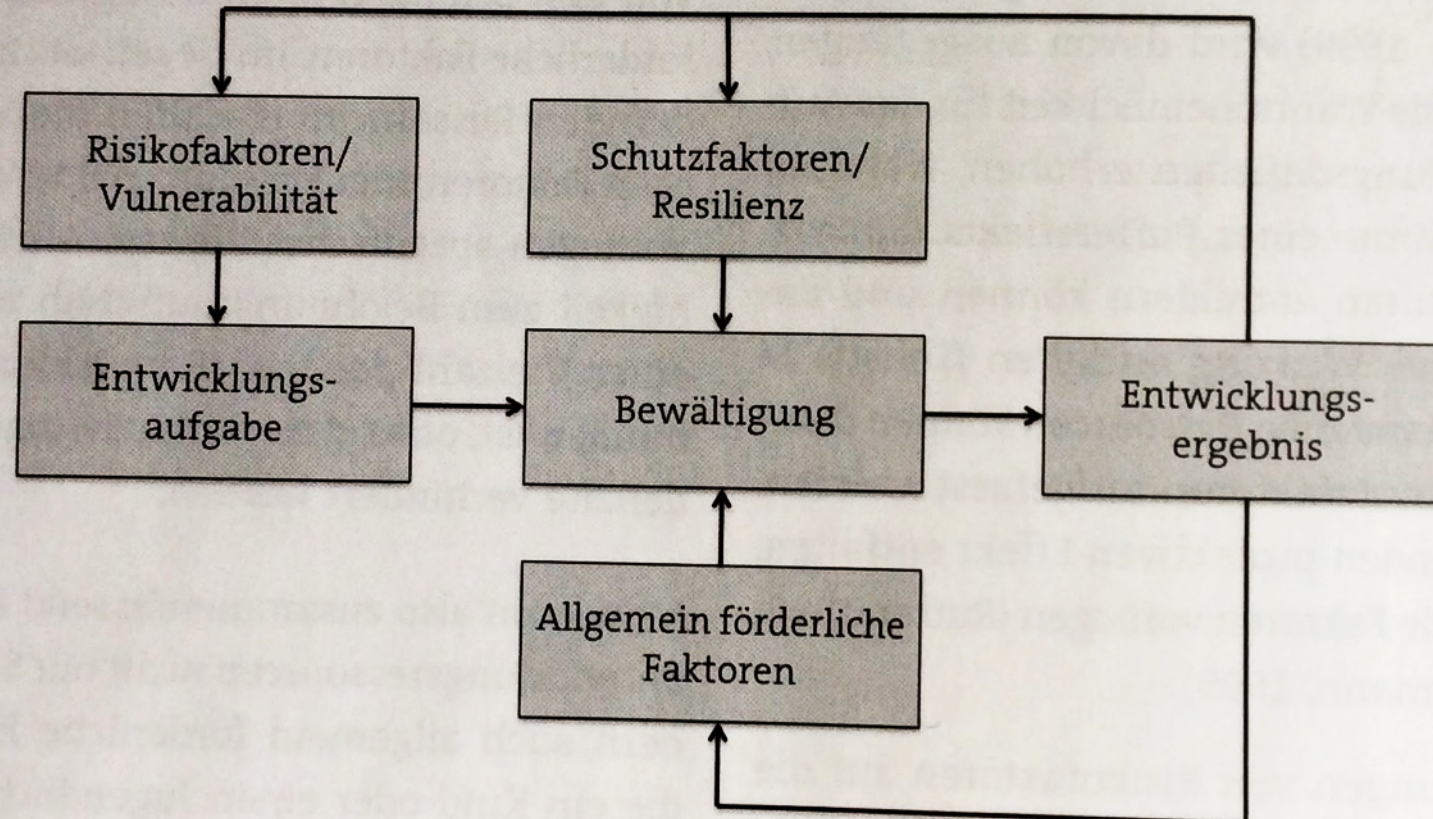 Risikofaktoren/
Vulnerabilität
Schutzfaktoren/
Resilienz
Entwicklungs-
aufgabe
Bewältigung
Entwicklungs-
ergebnis
Allgemein förderliche
Faktoren